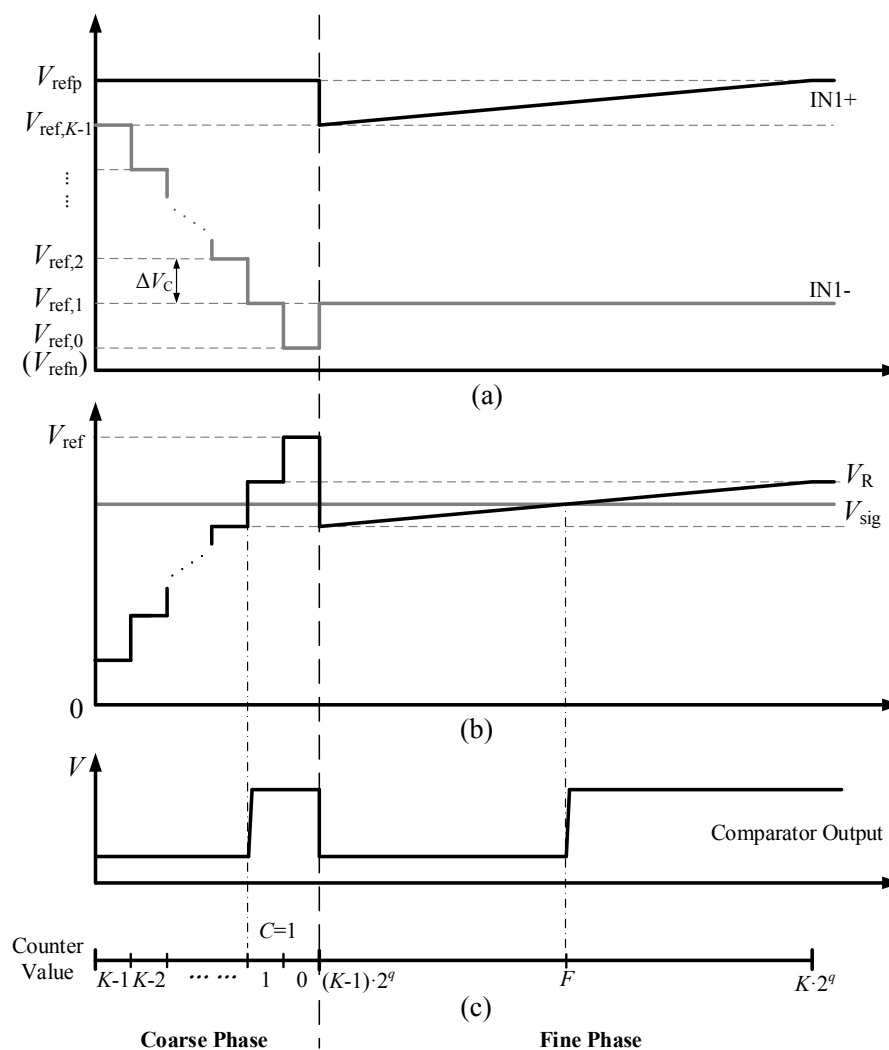 V_refp
IN1+
V_ref,K-1
... ...
V_ref,2
ΔV_C
V_ref,1
IN1-
V_ref,0
(V_refn)
(a)
V_ref
V_R
V_sig
0
(b)
V
Comparator Output
C=1
Counter Value
K-1 K-2 ... ... 1 0 (K-1)·2^q F K·2^q
(c)
Coarse Phase Fine Phase